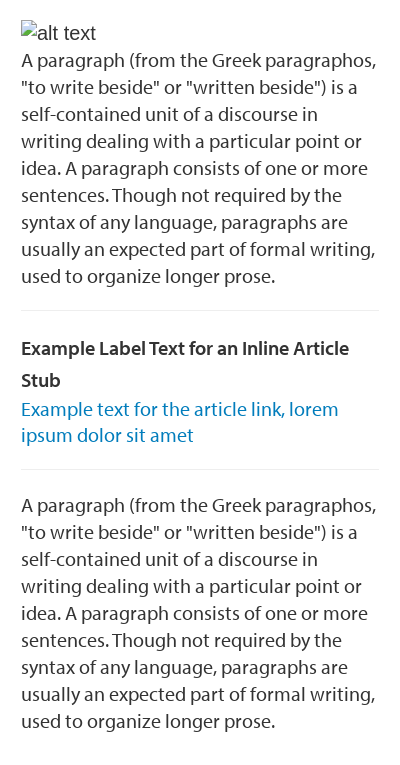 alt text
A paragraph (from the Greek paragraphos,
"to write beside" or "written beside") is a
self-contained unit of a discourse in
writing dealing with a particular point or
idea. A paragraph consists of one or more
sentences. Though not required by the
syntax of any language, paragraphs are
usually an expected part of formal writing,
used to organize longer prose.
Example Label Text for an Inline Article
Stub
Example text for the article link, lorem
ipsum dolor sit amet
A paragraph (from the Greek paragraphos,
"to write beside" or "written beside") is a
self-contained unit of a discourse in
writing dealing with a particular point or
idea. A paragraph consists of one or more
sentences. Though not required by the
syntax of any language, paragraphs are
usually an expected part of formal writing,
used to organize longer prose.